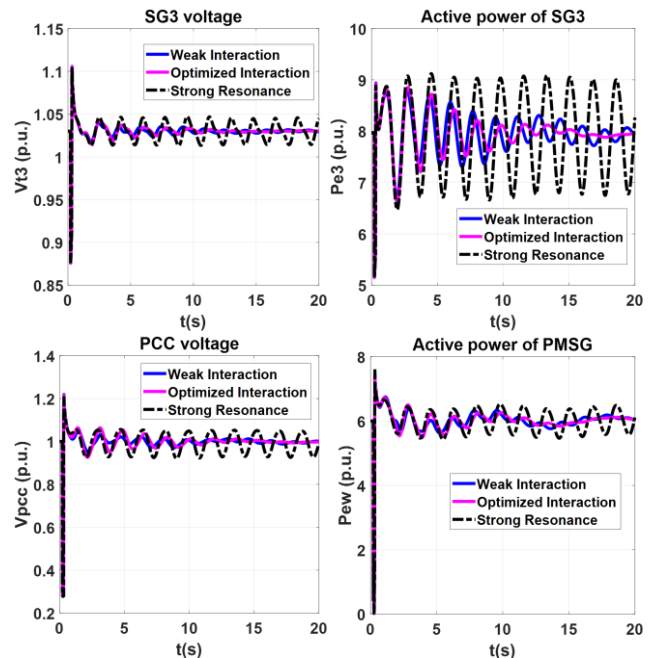 SG3 voltage
1.15
1.1
1.05
1
0.95
0.9
0.85
Vt3 (p.u.)
Weak Interaction
Optimized Interaction
Strong Resonance
0 5 10 15 20
t(s)
Active power of SG3
10
9
8
7
6
5
Pe3 (p.u.)
Weak Interaction
Optimized Interaction
Strong Resonance
0 5 10 15 20
t(s)
PCC voltage
1.4
1.2
1
0.8
0.6
0.4
0.2
Vpcc (p.u.)
Weak Interaction
Optimized Interaction
Strong Resonance
0 5 10 15 20
t(s)
Active power of PMSG
8
6
4
2
0
Pew (p.u.)
Weak Interaction
Optimized Interaction
Strong Resonance
0 5 10 15 20
t(s)